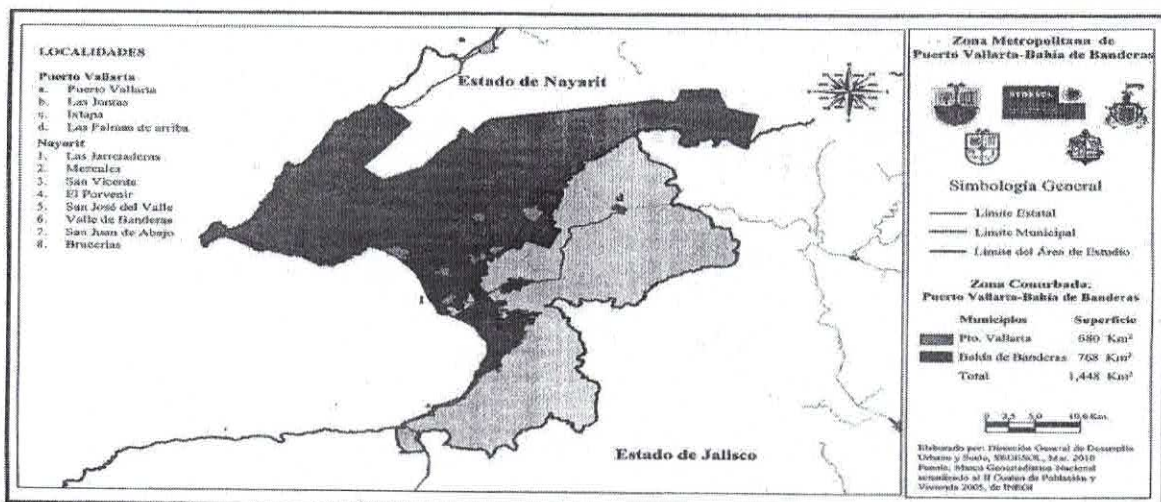 LOCALIDADES
Puerto Vallarta
a. Puerto Vallarta
b. Las Juntas
c. Ixtapa
d. Las Palmas de arriba
Nayarit
1. Las Jarretaderas
2. Mezcales
3. San Vicente
4. El Porvenir
5. San José del Valle
6. Valle de Banderas
7. San Juan de Abajo
8. Bucerías
Estado de Nayarit
d
1
Estado de Jalisco
Zona Metropolitana de
Puerto Vallarta-Bahía de Banderas
Simbología General
Límite Estatal
Límite Municipal
Límite del Área de Estudio
Zona Conurbada:
Puerto Vallarta-Bahía de Banderas
Municipios Superficie
Pto. Vallarta 680 Km²
Bahía de Banderas 768 Km²
Total 1,448 Km²
0 2.5 5.0 10.0 Km.
Elaborado por: Dirección General de Desarrollo
Urbano y Suelo, SEDESOL, Mar. 2010
Fuente: Marco Geoestadístico Nacional
actualizado al II Conteo de Población y
Vivienda 2005, de INEGI